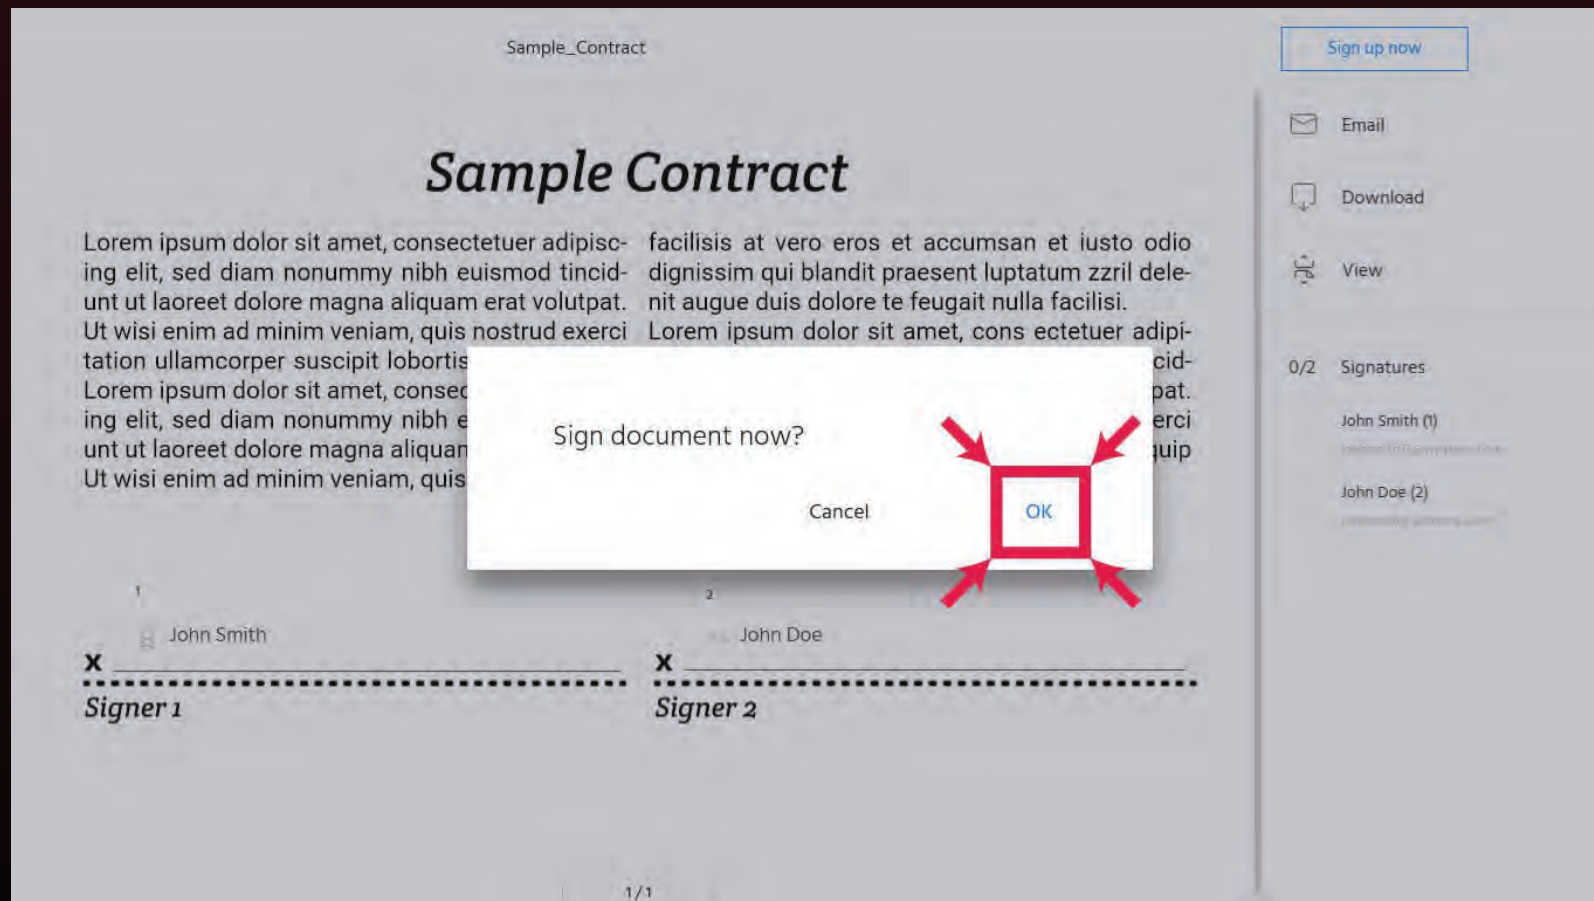 Sample_Contract
Sign up now
Email
Download
View
0/2 Signatures
John Smith (1)
John Doe (2)
Sample Contract
Lorem ipsum dolor sit amet, consectetuer adipisc-
ing elit, sed diam nonummy nibh euismod tincid-
unt ut laoreet dolore magna aliquam erat volutpat.
Ut wisi enim ad minim veniam, quis nostrud exerci
tation ullamcorper suscipit lobortis
Lorem ipsum dolor sit amet, consec
ing elit, sed diam nonummy nibh e
unt ut laoreet dolore magna aliquam
Ut wisi enim ad minim veniam, quis
facilisis at vero eros et accumsan et iusto odio
dignissim qui blandit praesent luptatum zzril dele-
nit augue duis dolore te feugait nulla facilisi.
Lorem ipsum dolor sit amet, cons ectetuer adipi-
cid-
pat.
erci
quip
Sign document now?
Cancel OK
1
John Smith
x
Signer 1
2
John Doe
x
Signer 2
1/1